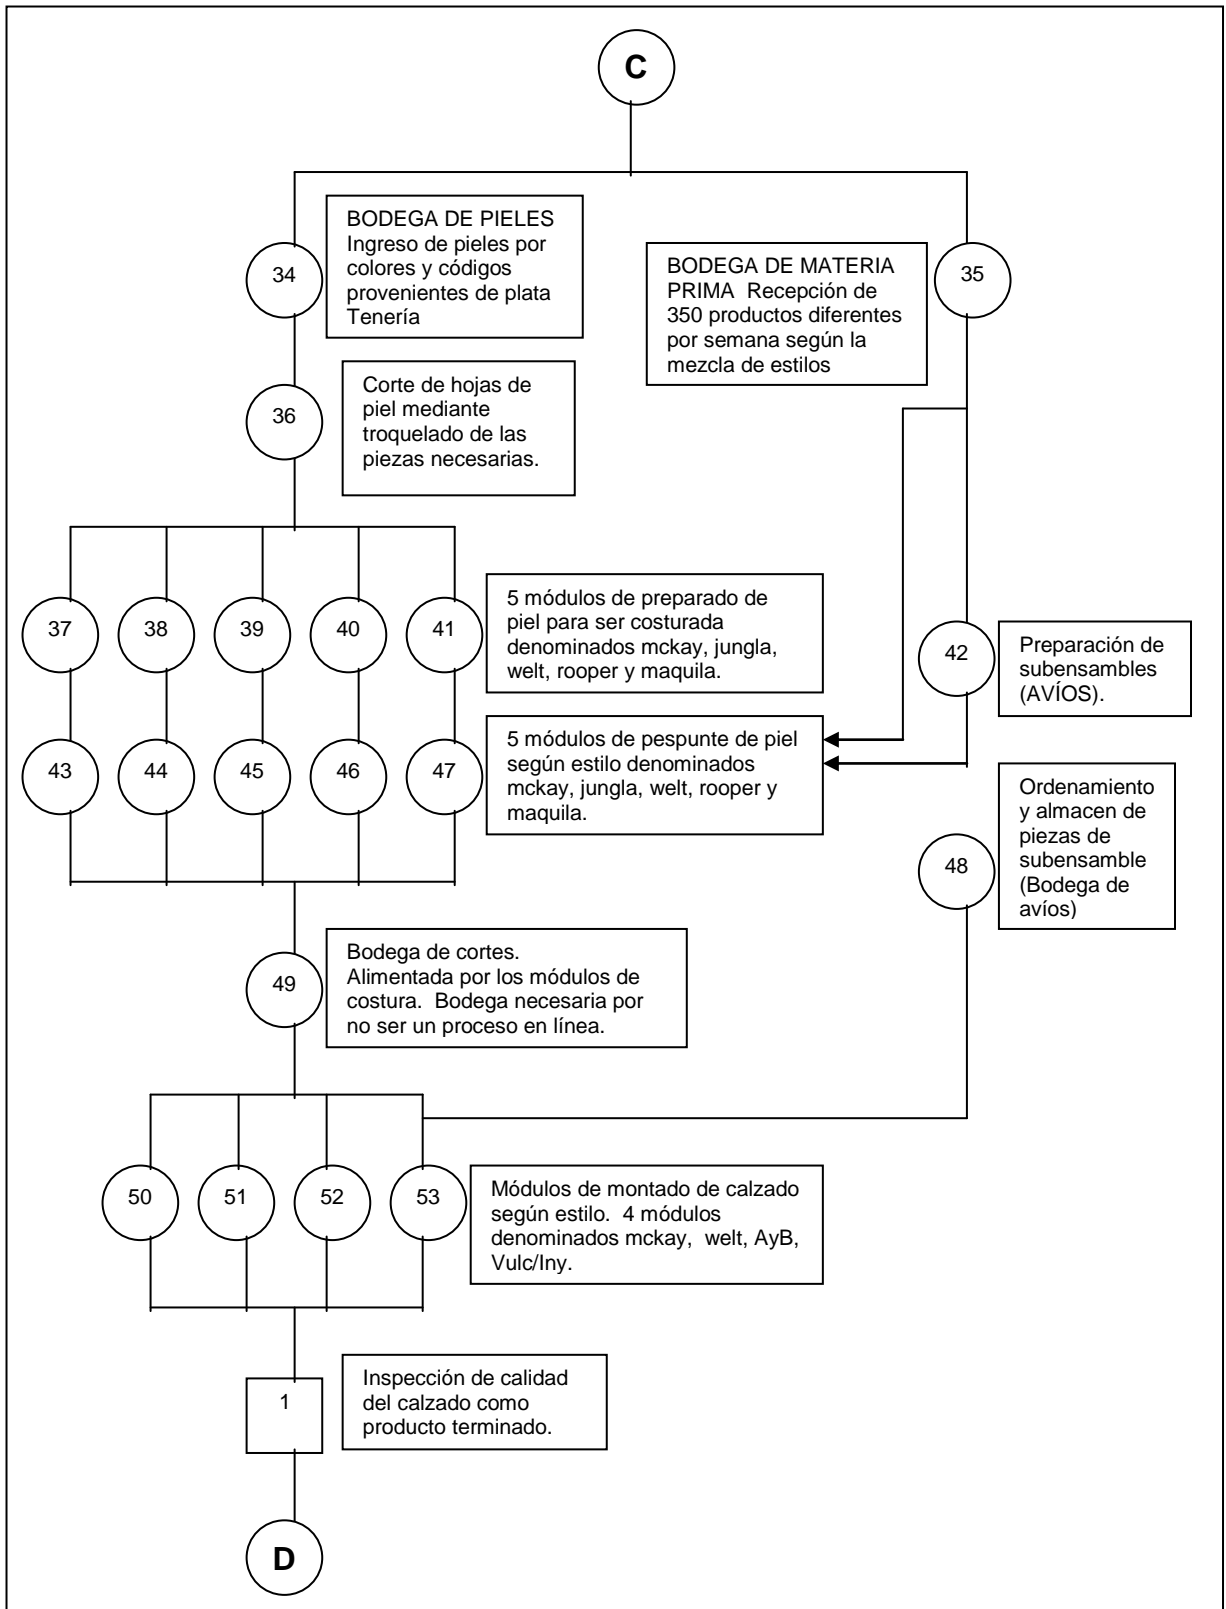 C
34
BODEGA DE PIELES
Ingreso de pieles por
colores y códigos
provenientes de plata
Tenería
BODEGA DE MATERIA
PRIMA  Recepción de
350 productos diferentes
por semana según la
mezcla de estilos
35
36
Corte de hojas de
piel mediante
troquelado de las
piezas necesarias.
37
38
39
40
41
5 módulos de preparado de
piel para ser costurada
denominados mckay, jungla,
welt, rooper y maquila.
42
Preparación de
subensambles
(AVÍOS).
43
44
45
46
47
5 módulos de pespunte de piel
según estilo denominados
mckay, jungla, welt, rooper y
maquila.
48
Ordenamiento
y almacen de
piezas de
subensamble
(Bodega de
avíos)
49
Bodega de cortes.
Alimentada por los módulos de
costura.  Bodega necesaria por
no ser un proceso en línea.
50
51
52
53
Módulos de montado de calzado
según estilo.  4 módulos
denominados mckay,  welt, AyB,
Vulc/Iny.
1
Inspección de calidad
del calzado como
producto terminado.
D